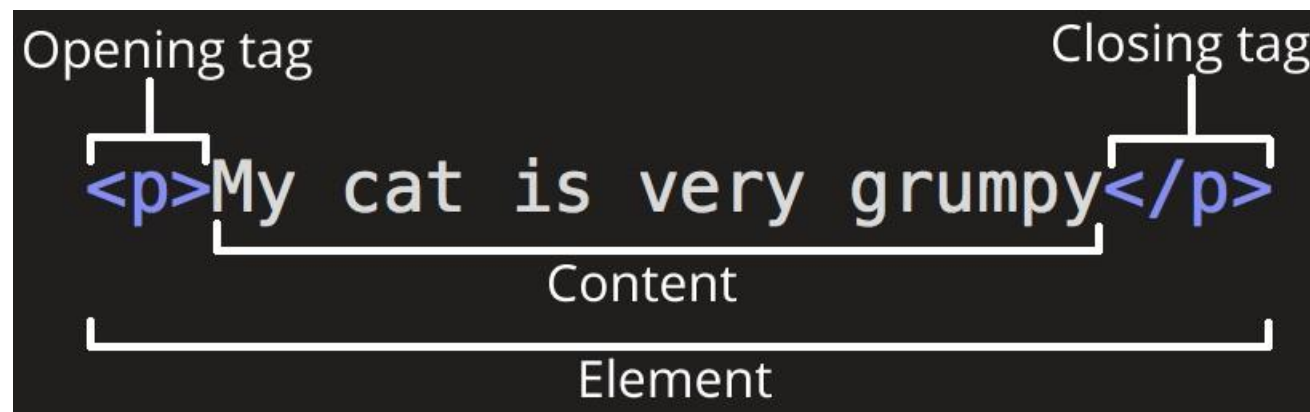 Opening tag Closing tag
<p>My cat is very grumpy</p>
Content
Element